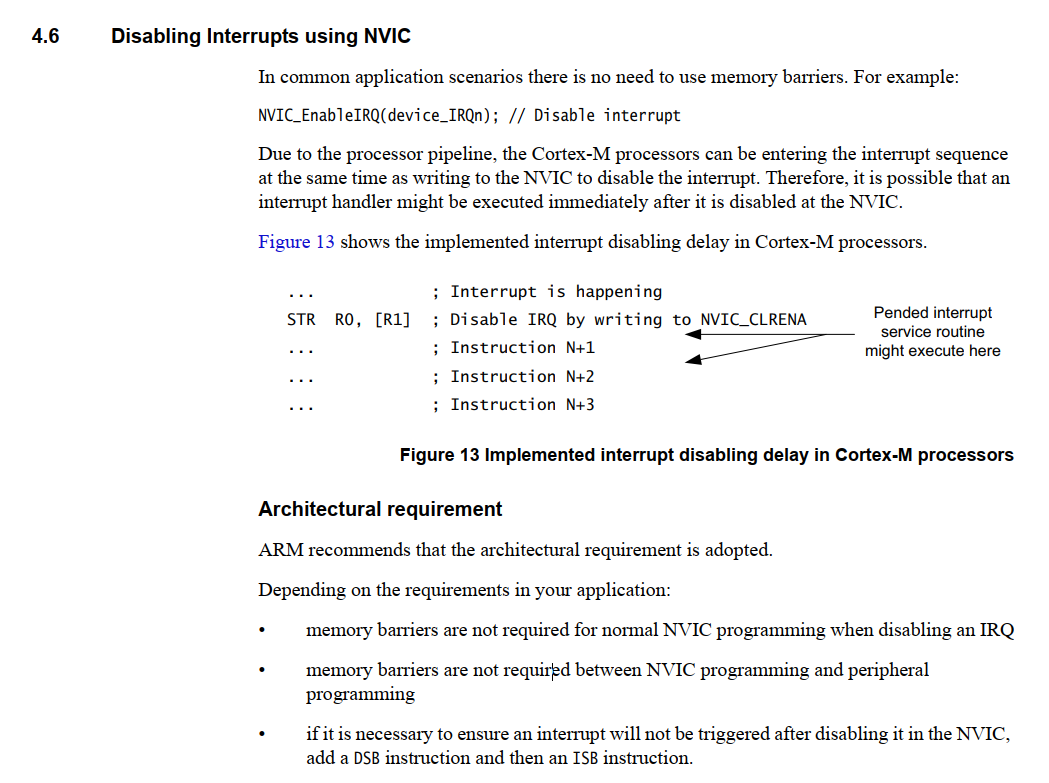 4.6 Disabling Interrupts using NVIC
In common application scenarios there is no need to use memory barriers. For example:
NVIC_EnableIRQ(device_IRQn); // Disable interrupt
Due to the processor pipeline, the Cortex-M processors can be entering the interrupt sequence
at the same time as writing to the NVIC to disable the interrupt. Therefore, it is possible that an
interrupt handler might be executed immediately after it is disabled at the NVIC.
Figure 13 shows the implemented interrupt disabling delay in Cortex-M processors.
... ; Interrupt is happening
STR R0, [R1] ; Disable IRQ by writing to NVIC_CLRENA
... ; Instruction N+1
... ; Instruction N+2
... ; Instruction N+3
Pended interrupt
service routine
might execute here
Figure 13 Implemented interrupt disabling delay in Cortex-M processors
Architectural requirement
ARM recommends that the architectural requirement is adopted.
Depending on the requirements in your application:
• memory barriers are not required for normal NVIC programming when disabling an IRQ
• memory barriers are not required between NVIC programming and peripheral
programming
• if it is necessary to ensure an interrupt will not be triggered after disabling it in the NVIC,
add a DSB instruction and then an ISB instruction.